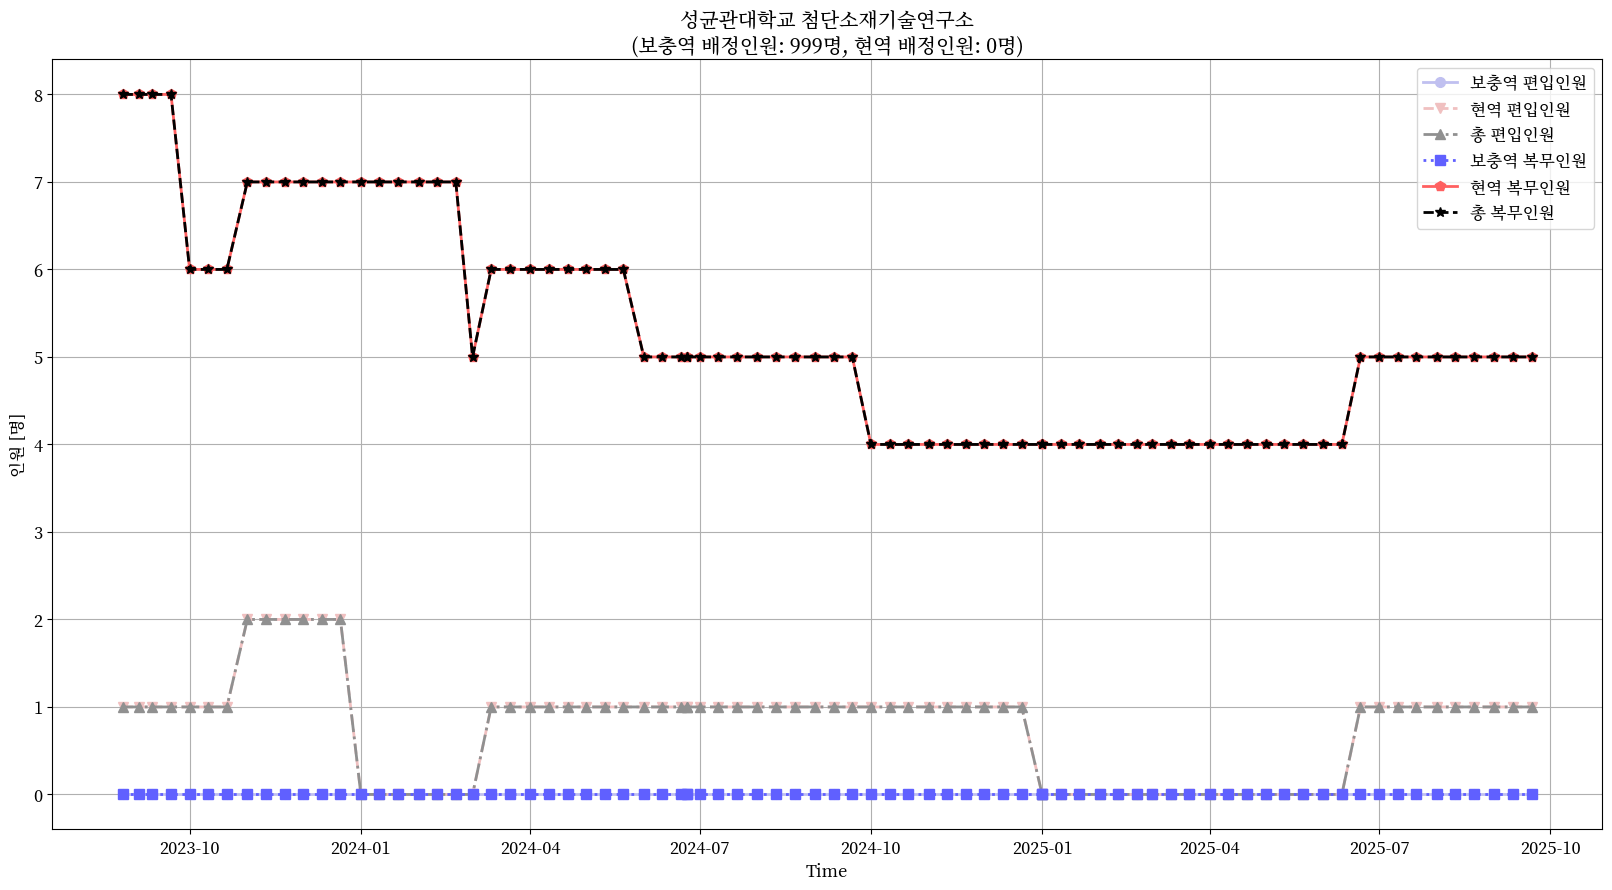 성균관대학교 첨단소재기술연구소
(보충역 배정인원: 999명, 현역 배정인원: 0명)
보충역 편입인원
현역 편입인원
총 편입인원
보충역 복무인원
현역 복무인원
총 복무인원
인원 [명]
8
7
6
5
4
3
2
1
0
2023-10
2024-01
2024-04
2024-07
2024-10
2025-01
2025-04
2025-07
2025-10
Time